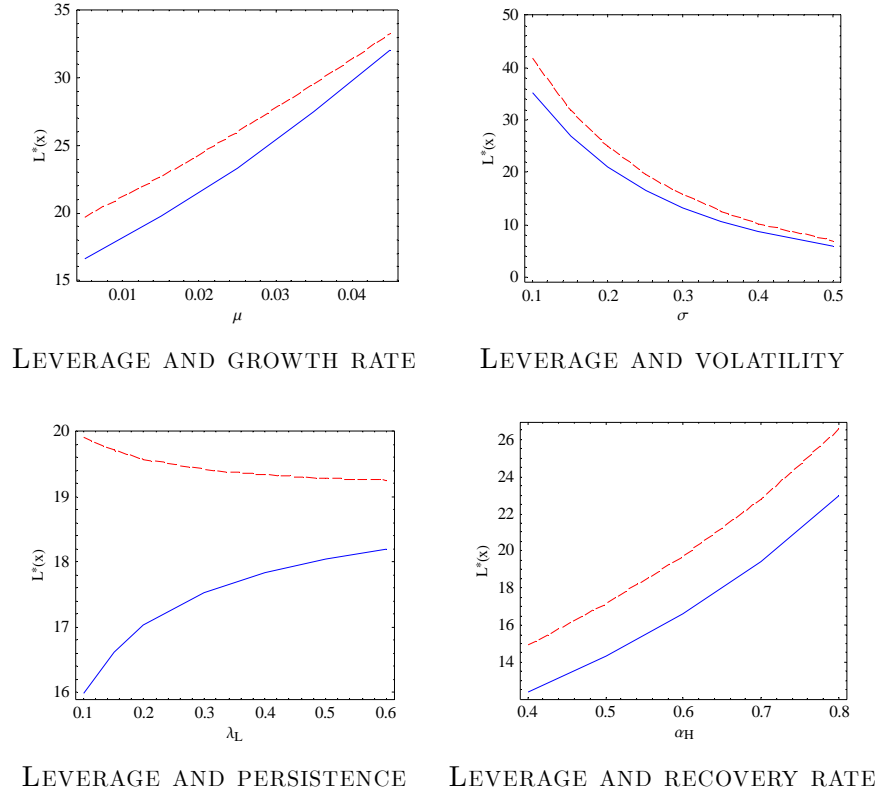 35
30
25
20
15
L*(x)
0.01 0.02 0.03 0.04
μ
LEVERAGE AND GROWTH RATE
50
40
30
20
10
0
L*(x)
0.1 0.2 0.3 0.4 0.5
σ
LEVERAGE AND VOLATILITY
20
19
18
17
16
L*(x)
0.1 0.2 0.3 0.4 0.5 0.6
λL
LEVERAGE AND PERSISTENCE
26
24
22
20
18
16
14
L*(x)
0.4 0.5 0.6 0.7 0.8
αH
LEVERAGE AND RECOVERY RATE